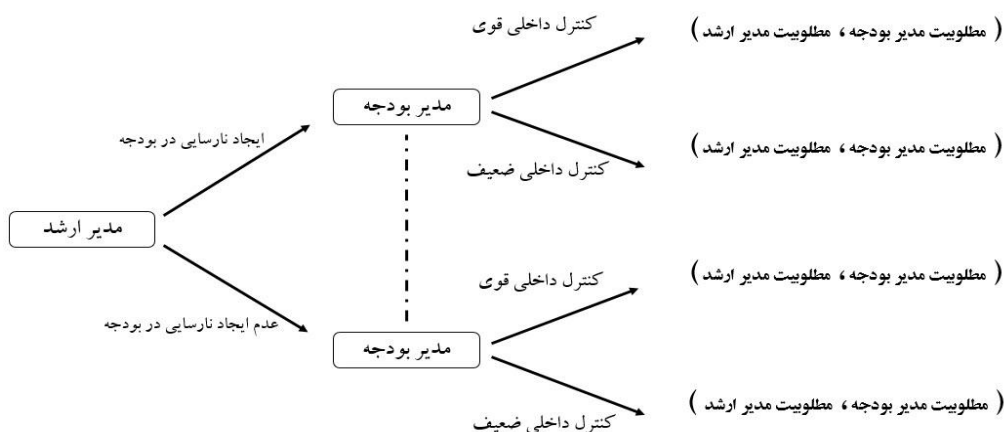 کنترل داخلی قوی
( مطلوبیت مدیر بودجه ، مطلوبیت مدیر ارشد )
مدیر بودجه
ایجاد نارسایی در بودجه
( مطلوبیت مدیر بودجه ، مطلوبیت مدیر ارشد )
کنترل داخلی ضعیف
مدیر ارشد
کنترل داخلی قوی
( مطلوبیت مدیر بودجه ، مطلوبیت مدیر ارشد )
عدم ایجاد نارسایی در بودجه
مدیر بودجه
( مطلوبیت مدیر بودجه ، مطلوبیت مدیر ارشد )
کنترل داخلی ضعیف